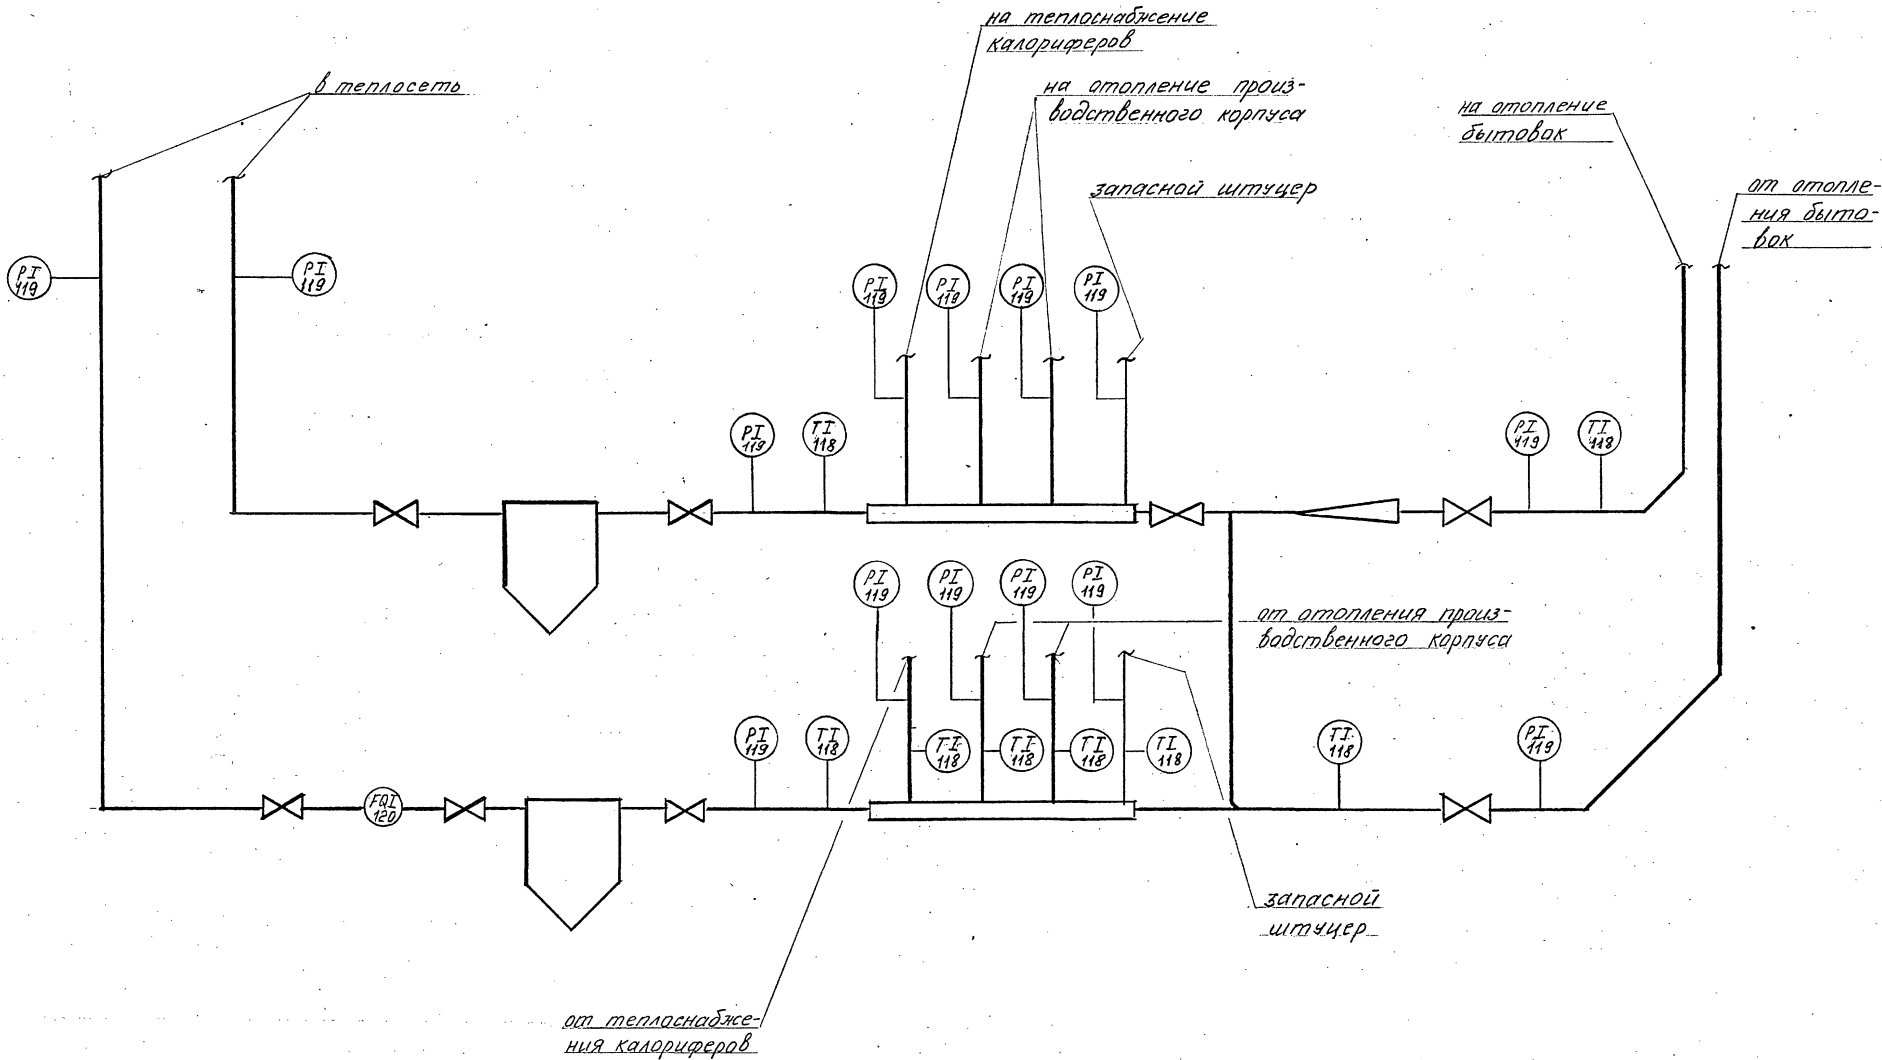 на теплоснабжение
калориферов
в теплосеть
на отопление произ-
водственного корпуса
на отопление
бытовок
запасной штуцер
от отопле-
ния быто-
вок
PI
119
PI
119
PI
119
PI
119
PI
119
PI
119
PI
119
TI
118
PI
119
TI
118
PI
119
PI
119
PI
119
PI
119
от отопления произ-
водственного корпуса
PI
119
TI
118
TI
118
TI
118
TI
118
TI
118
TI
118
PI
119
FQI
120
запасной
штуцер
от теплоснабже-
ния калориферов